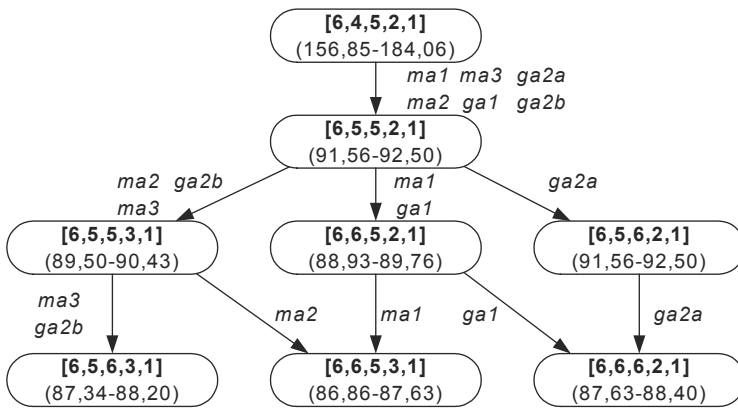 [6,4,5,2,1]
(156,85-184,06)
ma1 ma3 ga2a
ma2 ga1 ga2b
[6,5,5,2,1]
(91,56-92,50)
ma2 ga2b
ma3
ma1
ga1
ga2a
[6,5,5,3,1]
(89,50-90,43)
[6,6,5,2,1]
(88,93-89,76)
[6,5,6,2,1]
(91,56-92,50)
ma3
ga2b
ma2
ma1
ga1
ga2a
[6,5,6,3,1]
(87,34-88,20)
[6,6,5,3,1]
(86,86-87,63)
[6,6,6,2,1]
(87,63-88,40)